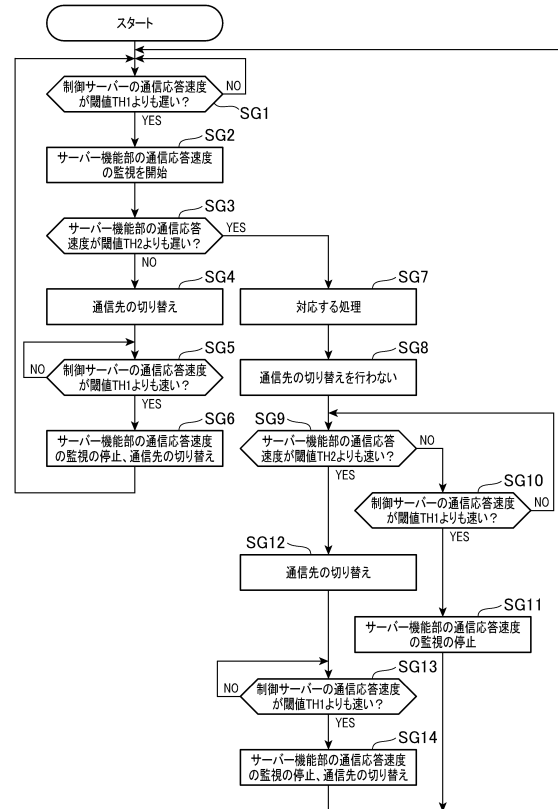 スタート
制御サーバーの通信応答速度
が閾値TH1よりも遅い？
NO
SG1
YES
SG2
サーバー機能部の通信応答速度
の監視を開始
SG3
サーバー機能部の通信応答
速度が閾値TH2よりも遅い？
YES
NO
SG4
通信先の切り替え
SG7
対応する処理
SG5
NO
制御サーバーの通信応答速度
が閾値TH1よりも速い？
YES
SG8
通信先の切り替えを行わない
SG6
サーバー機能部の通信応答速度
の監視の停止、通信先の切り替え
SG9
サーバー機能部の通信応答
速度が閾値TH2よりも速い？
NO
YES
SG10
制御サーバーの通信応答速度
が閾値TH1よりも速い？
NO
YES
SG12
通信先の切り替え
SG11
サーバー機能部の通信応答速度
の監視の停止
SG13
NO
制御サーバーの通信応答速度
が閾値TH1よりも速い？
YES
SG14
サーバー機能部の通信応答速度
の監視の停止、通信先の切り替え